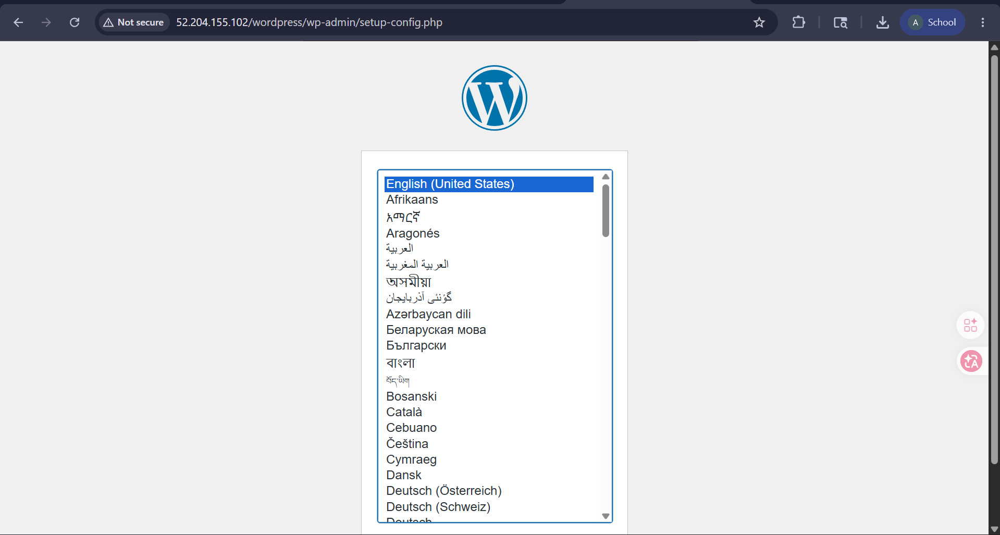 Not secure
52.204.155.102/wordpress/wp-admin/setup-config.php
A
School
English (United States)
Afrikaans
አማርኛ
Aragonés
العربية
العربية المغربية
অসমীয়া
گؤنئی آذربایجان
Azərbaycan dili
Беларуская мова
Български
বাংলা
བོད་ཡིག
Bosanski
Català
Cebuano
Čeština
Cymraeg
Dansk
Deutsch (Österreich)
Deutsch (Schweiz)
Deutsch